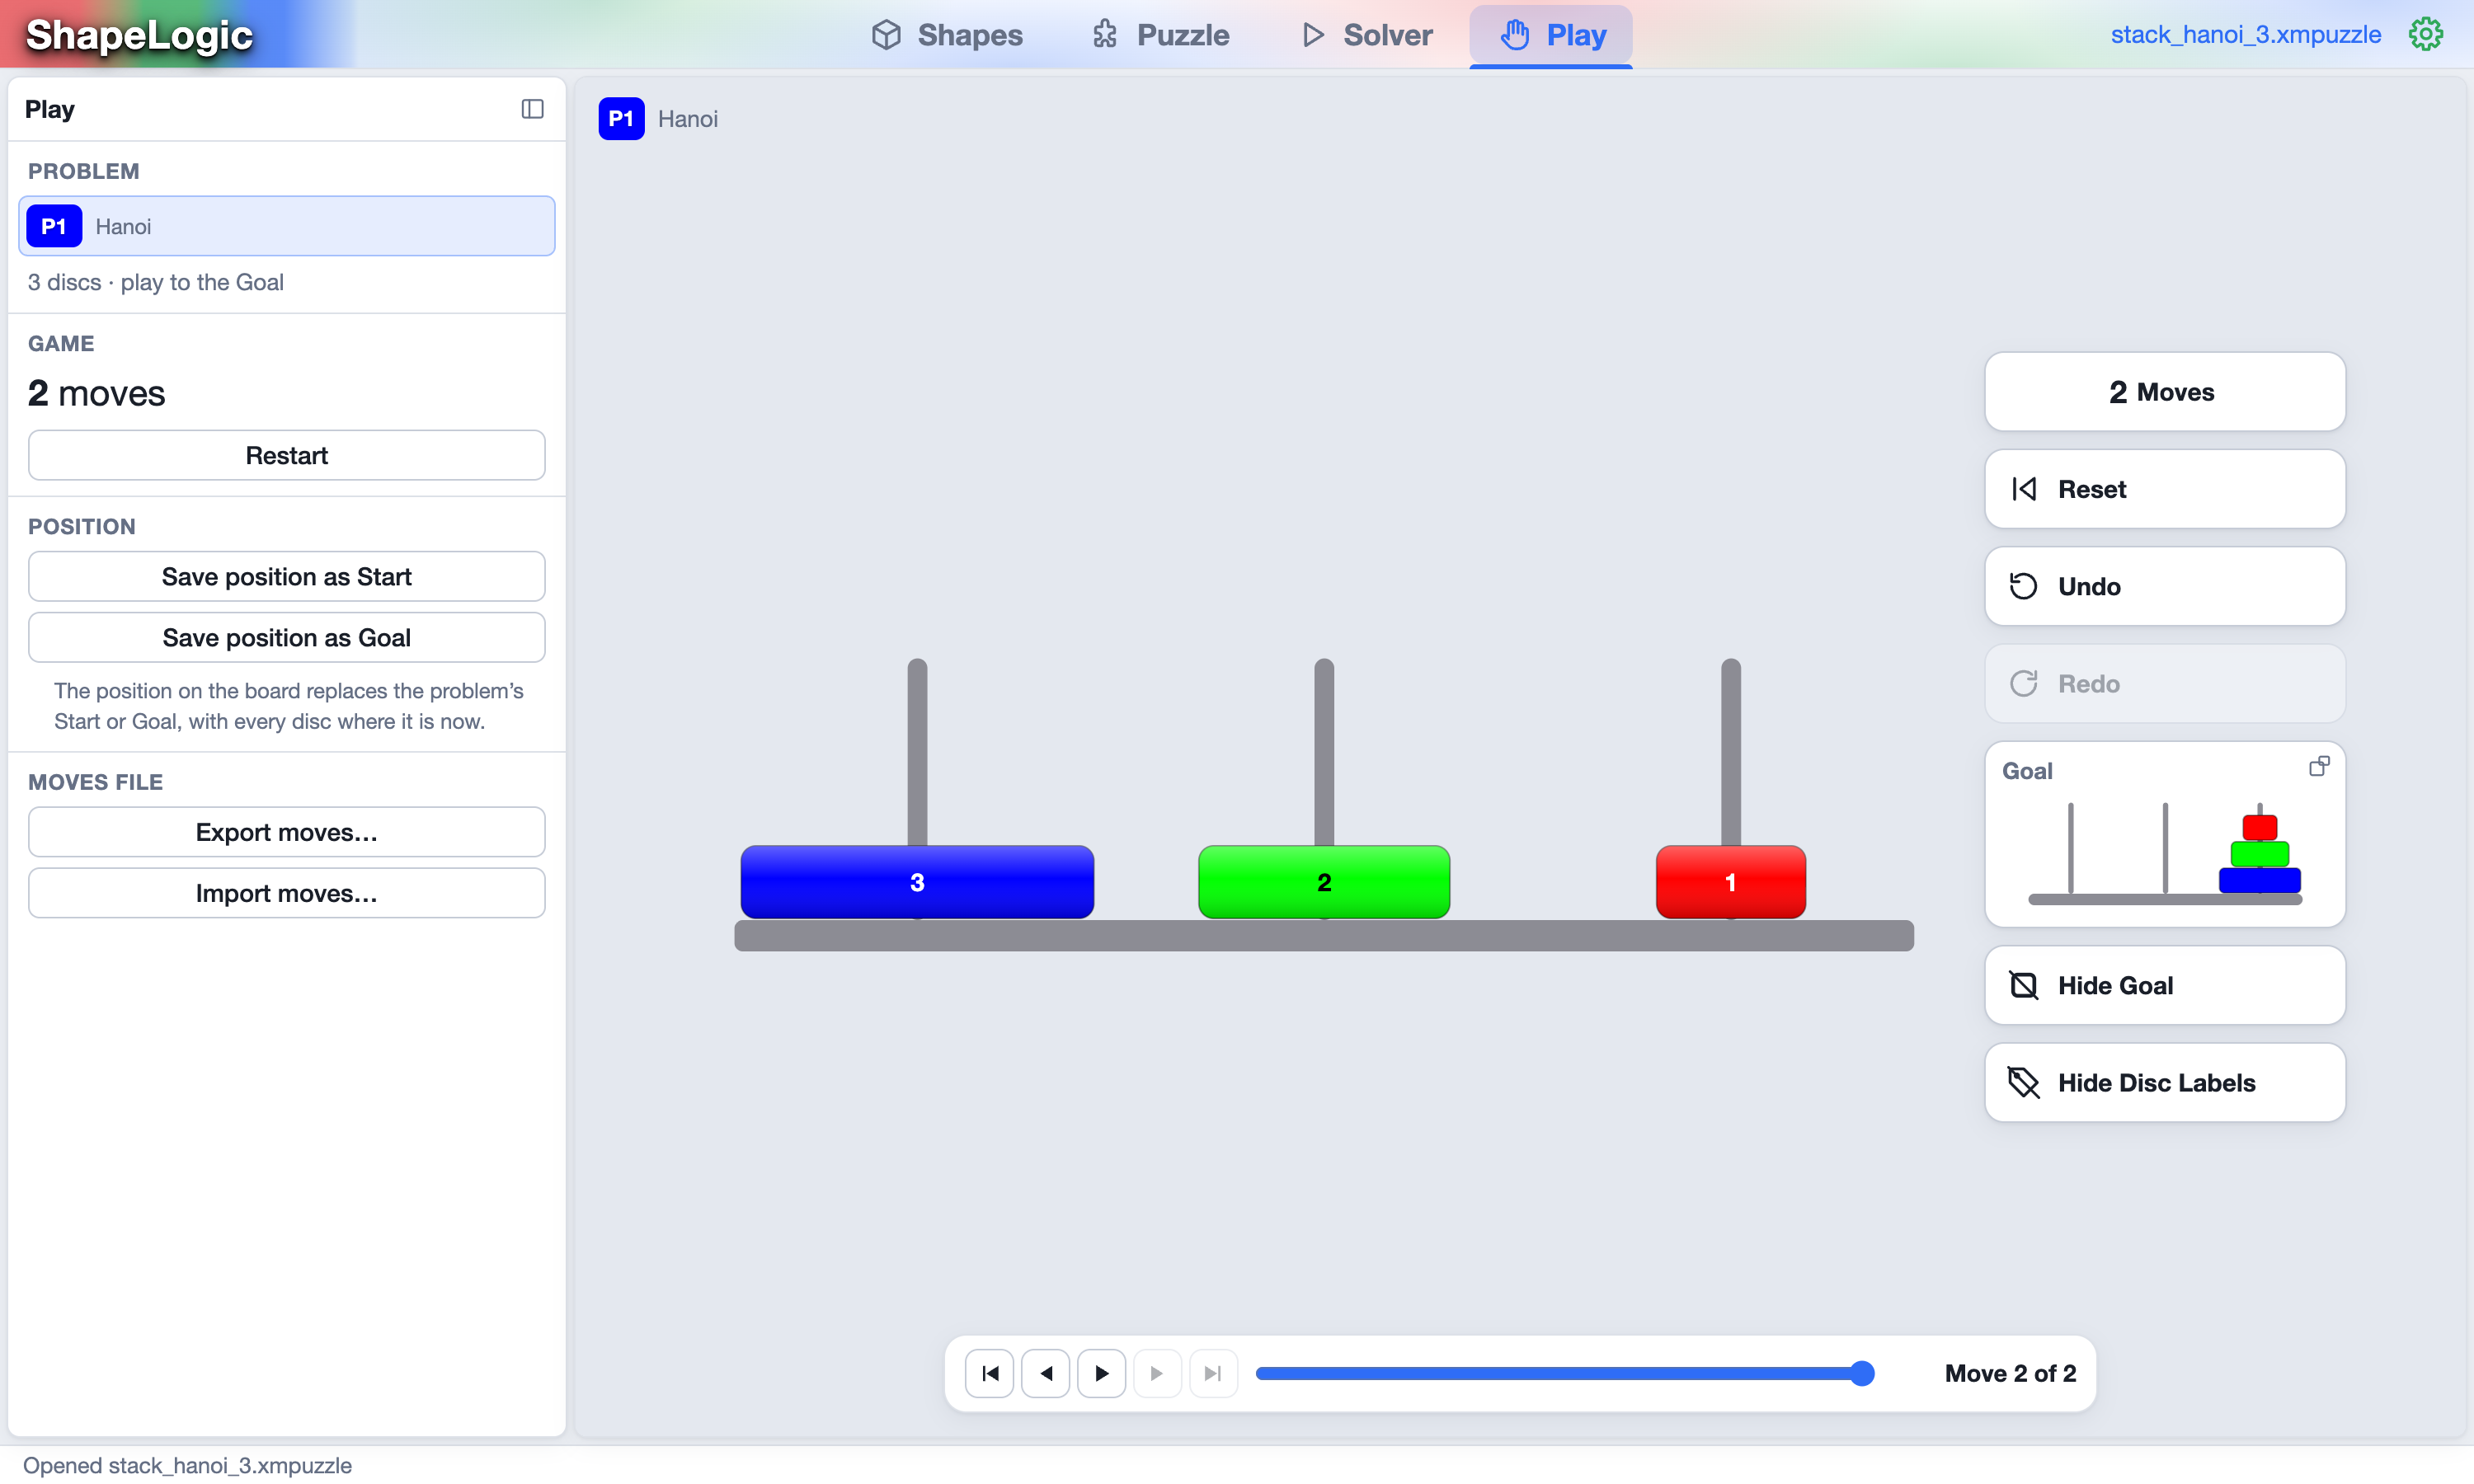 ShapeLogic
Shapes
Puzzle
Solver
Play
stack_hanoi_3.xmpuzzle
Play
PROBLEM
P1 Hanoi
3 discs · play to the Goal
GAME
2 moves
Restart
POSITION
Save position as Start
Save position as Goal
The position on the board replaces the problem's
Start or Goal, with every disc where it is now.
MOVES FILE
Export moves...
Import moves...
P1 Hanoi
3
2
1
2 Moves
Reset
Undo
Redo
Goal
Hide Goal
Hide Disc Labels
Move 2 of 2
Opened stack_hanoi_3.xmpuzzle